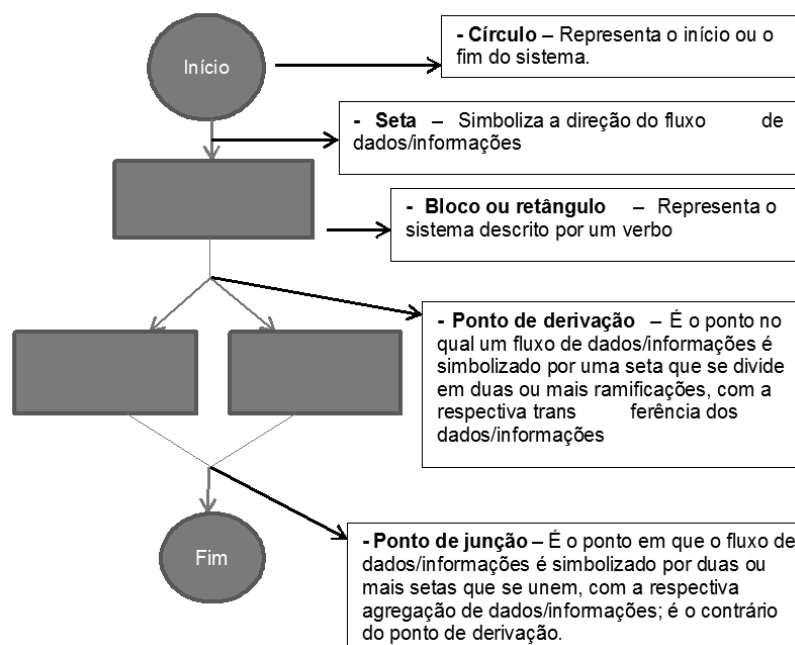 Início
- Círculo – Representa o início ou o
fim do sistema.
- Seta – Simboliza a direção do fluxo de
dados/informações
- Bloco ou retângulo – Representa o
sistema descrito por um verbo
- Ponto de derivação – É o ponto no
qual um fluxo de dados/informações é
simbolizado por uma seta que se divide
em duas ou mais ramificações, com a
respectiva trans ferência dos
dados/informações
Fim
- Ponto de junção – É o ponto em que o fluxo de
dados/informações é simbolizado por duas ou
mais setas que se unem, com a respectiva
agregação de dados/informações; é o contrário
do ponto de derivação.